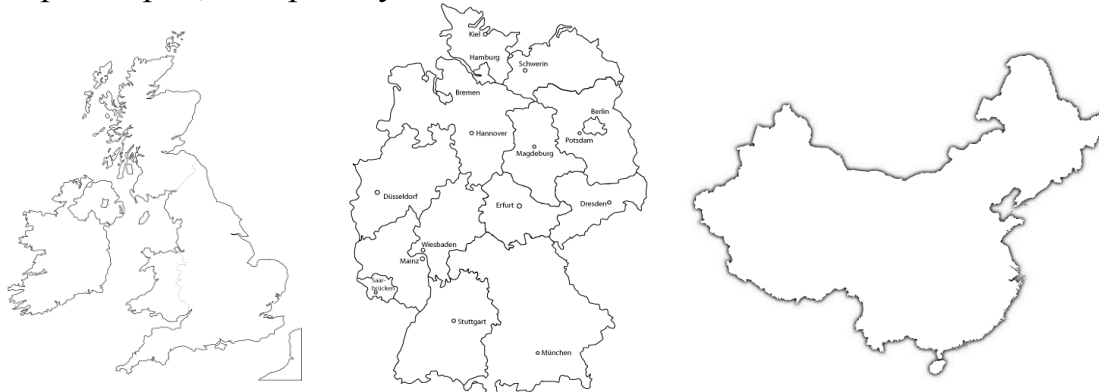 Kiel
Hamburg
Schwerin
Bremen
Berlin
Hannover
Potsdam
Magdeburg
Düsseldorf
Erfurt
Dresden
Wiesbaden
Mainz
Saar-
brücken
Stuttgart
München